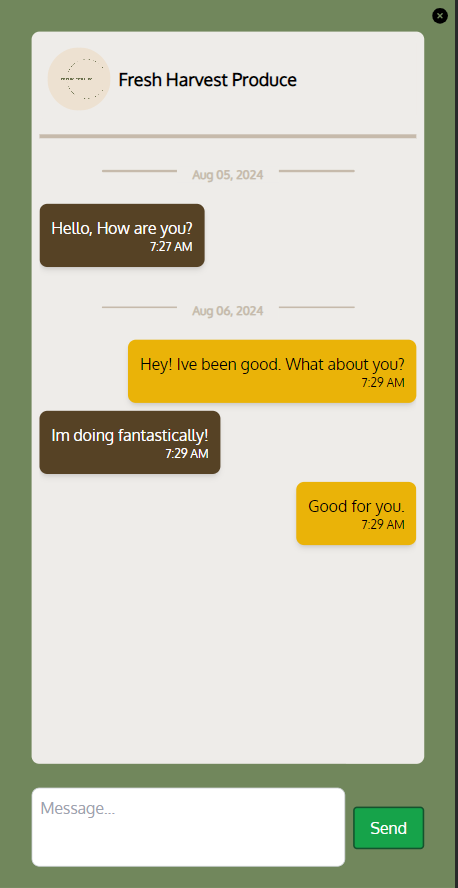 Fresh Harvest Produce
Aug 05, 2024
Hello, How are you?
7:27 AM
Aug 06, 2024
Hey! Ive been good. What about you?
7:29 AM
Im doing fantastically!
7:29 AM
Good for you.
7:29 AM
Message...
Send